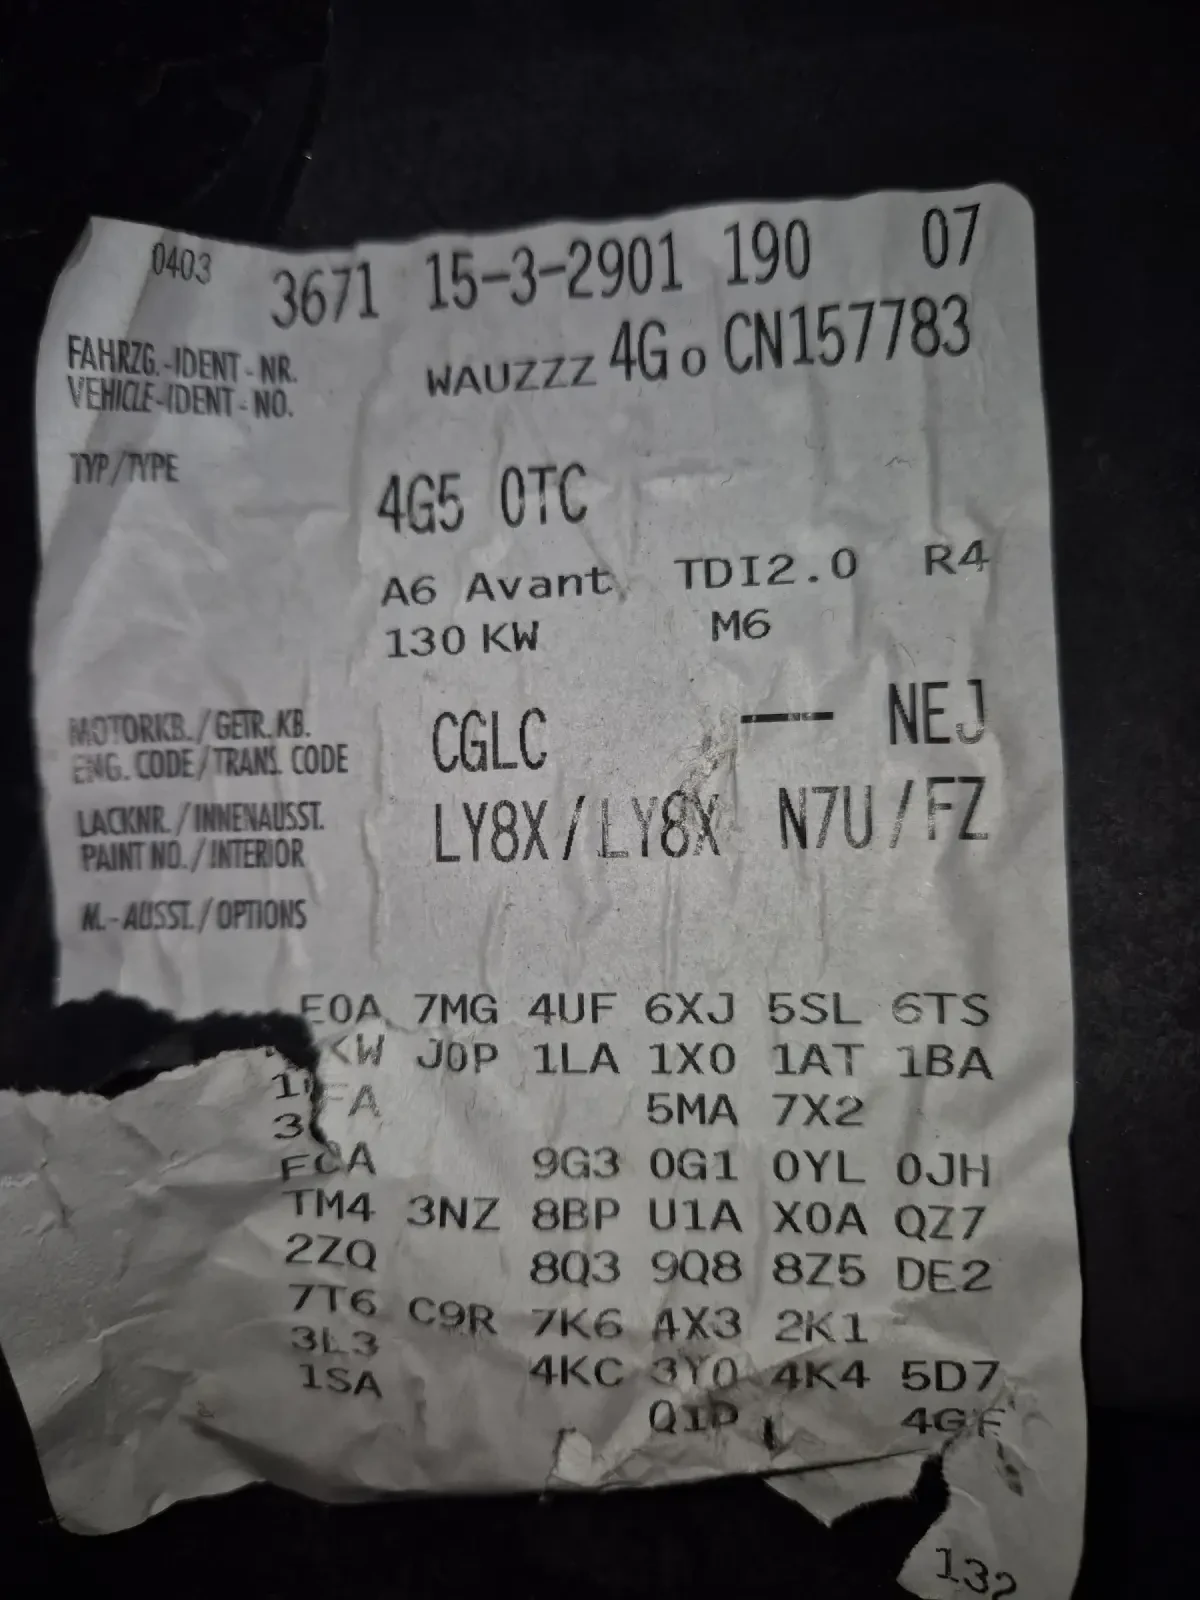 0403 3671 15-3-2901 190 07
FAHRZG.-IDENT-NR.
VEHICLE-IDENT-NO. WAUZZZ 4G0 CN157783
TYP/TYPE
4G5 0TC
A6 Avant TDI2.0 R4
130 KW M6
MOTORKB./GETR.KB.
ENG. CODE/TRANS. CODE CGLC — NEJ
LACKNR./INNENAUSST.
PAINT NO./INTERIOR LY8X/LY8X N7U/FZ
M.-AUSST./OPTIONS
E0A 7MG 4UF 6XJ 5SL 6TS
J0P 1LA 1X0 1AT 1BA
5MA 7X2
9G3 0G1 0YL 0JH
TM4 3NZ 8BP U1A X0A QZ7
2ZQ 8Q3 9Q8 8Z5 DE2
7T6 C9R 7K6 4X3 2K1
3L3
1SA 4KC 3Y0 4K4 5D7
Q1D 4GF
132